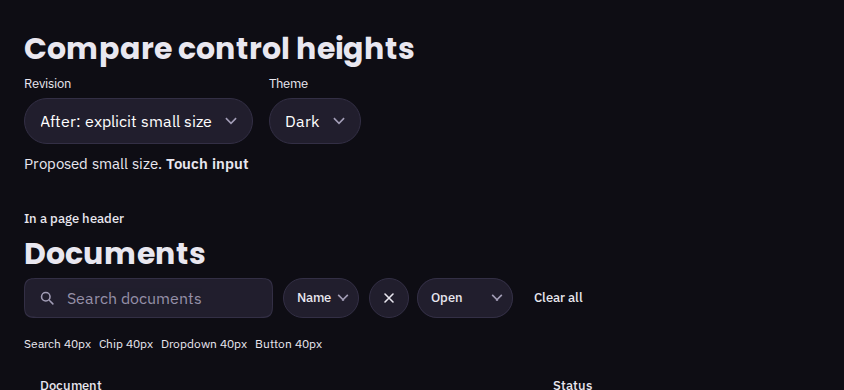 Compare control heights
Revision Theme
After: explicit small size Dark
Proposed small size. Touch input
In a page header
Documents
Search documents Name Open Clear all
Search 40px Chip 40px Dropdown 40px Button 40px
Document Status